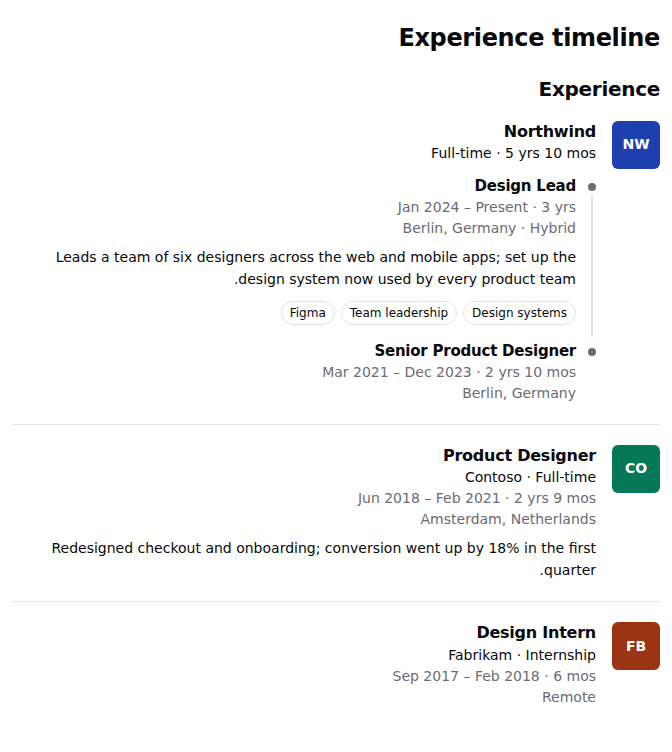 Experience timeline
Experience
NW
Northwind
Full-time · 5 yrs 10 mos
Design Lead
Jan 2024 – Present · 3 yrs
Berlin, Germany · Hybrid
Leads a team of six designers across the web and mobile apps; set up the
.design system now used by every product team
Design systems
Team leadership
Figma
Senior Product Designer
Mar 2021 – Dec 2023 · 2 yrs 10 mos
Berlin, Germany
CO
Product Designer
Contoso · Full-time
Jun 2018 – Feb 2021 · 2 yrs 9 mos
Amsterdam, Netherlands
Redesigned checkout and onboarding; conversion went up by 18% in the first
.quarter
FB
Design Intern
Fabrikam · Internship
Sep 2017 – Feb 2018 · 6 mos
Remote